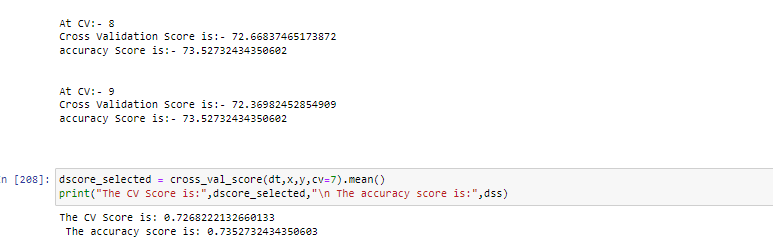 At CV:- 8
Cross Validation Score is:- 72.66837465173872
accuracy Score is:- 73.52732434350602
At CV:- 9
Cross Validation Score is:- 72.36982452854909
accuracy Score is:- 73.52732434350602
n [208]: dscore_selected = cross_val_score(dt,x,y,cv=7).mean()
print("The CV Score is:",dscore_selected,"\n The accuracy score is:",dss)
The CV Score is: 0.7268222132660133
The accuracy score is: 0.7352732434350603